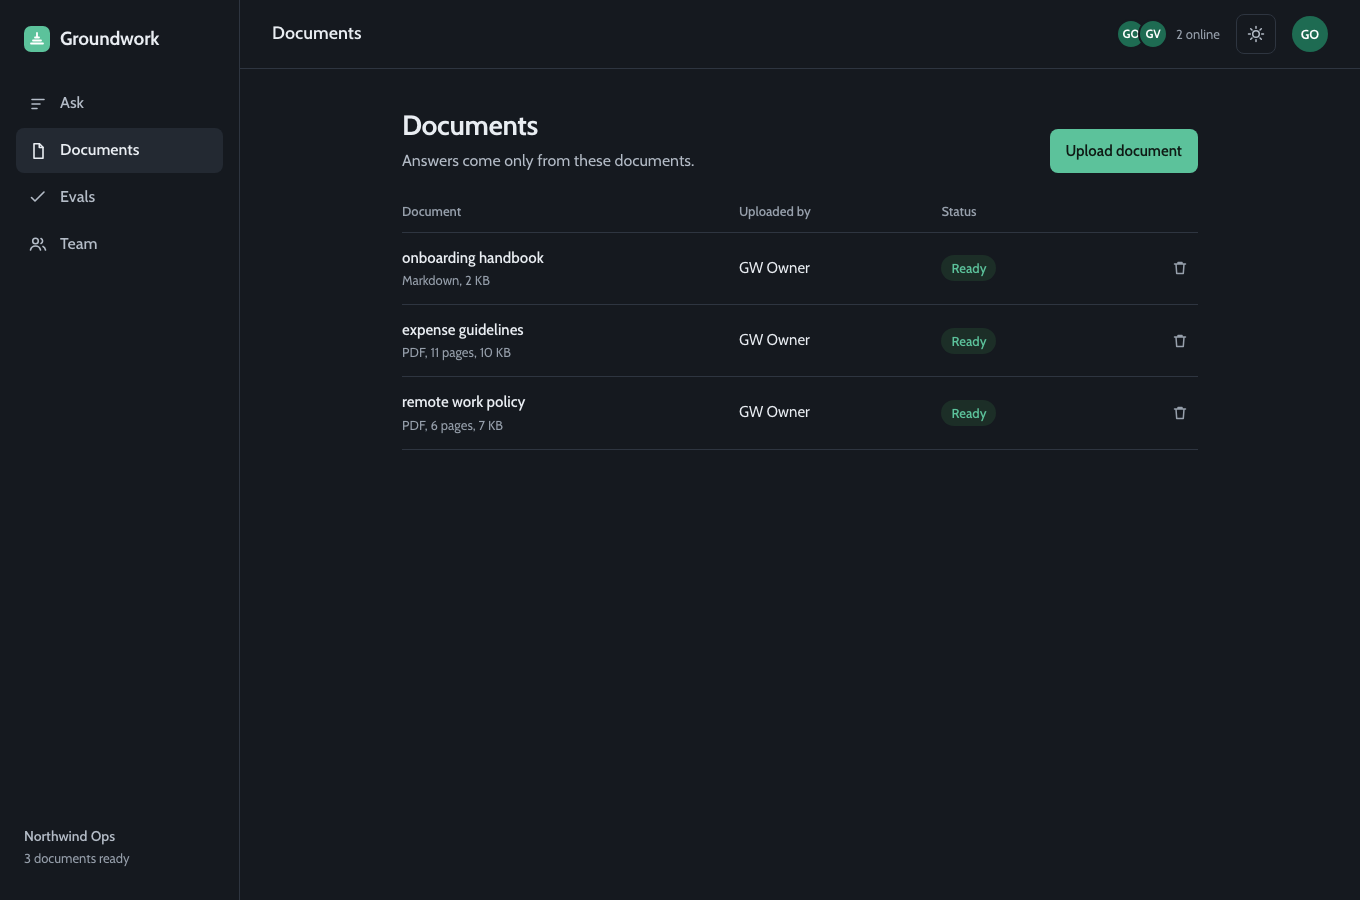 Groundwork
Ask
Documents
Evals
Team
Northwind Ops
3 documents ready
Documents
GO GV 2 online
GO
Documents
Answers come only from these documents.
Upload document
Document Uploaded by Status
onboarding handbook
Markdown, 2 KB
GW Owner
Ready
expense guidelines
PDF, 11 pages, 10 KB
GW Owner
Ready
remote work policy
PDF, 6 pages, 7 KB
GW Owner
Ready